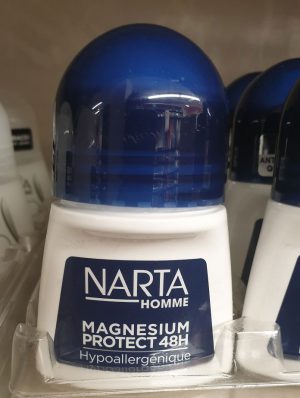 NARTA
HOMME
MAGNESIUM
PROTECT 48H
Hypoallergénique